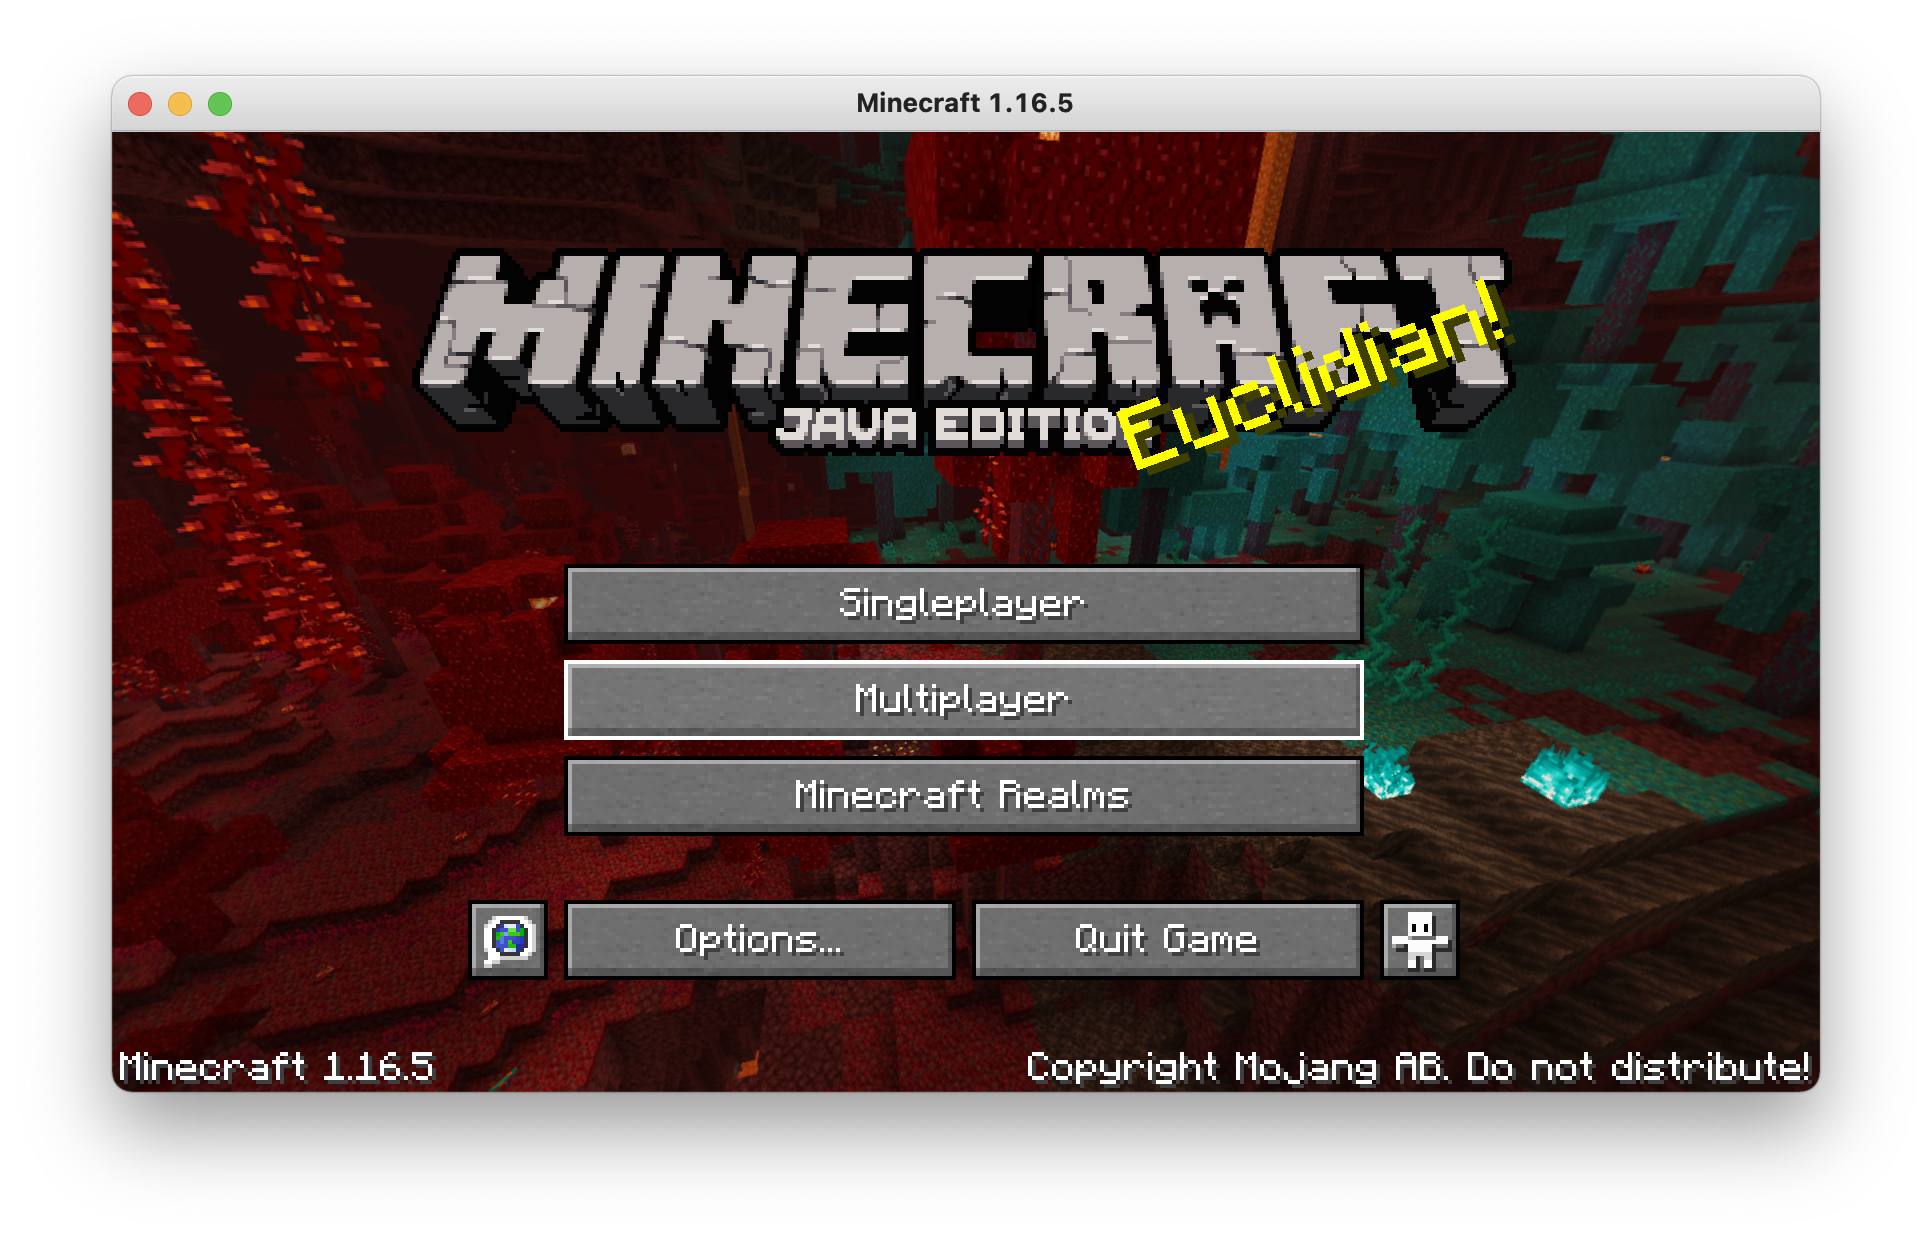 Minecraft 1.16.5
MINECRAFT
JAVA EDITION
Euclidian!
Singleplayer
Multiplayer
Minecraft Realms
Options...
Quit Game
Minecraft 1.16.5
Copyright Mojang AB. Do not distribute!